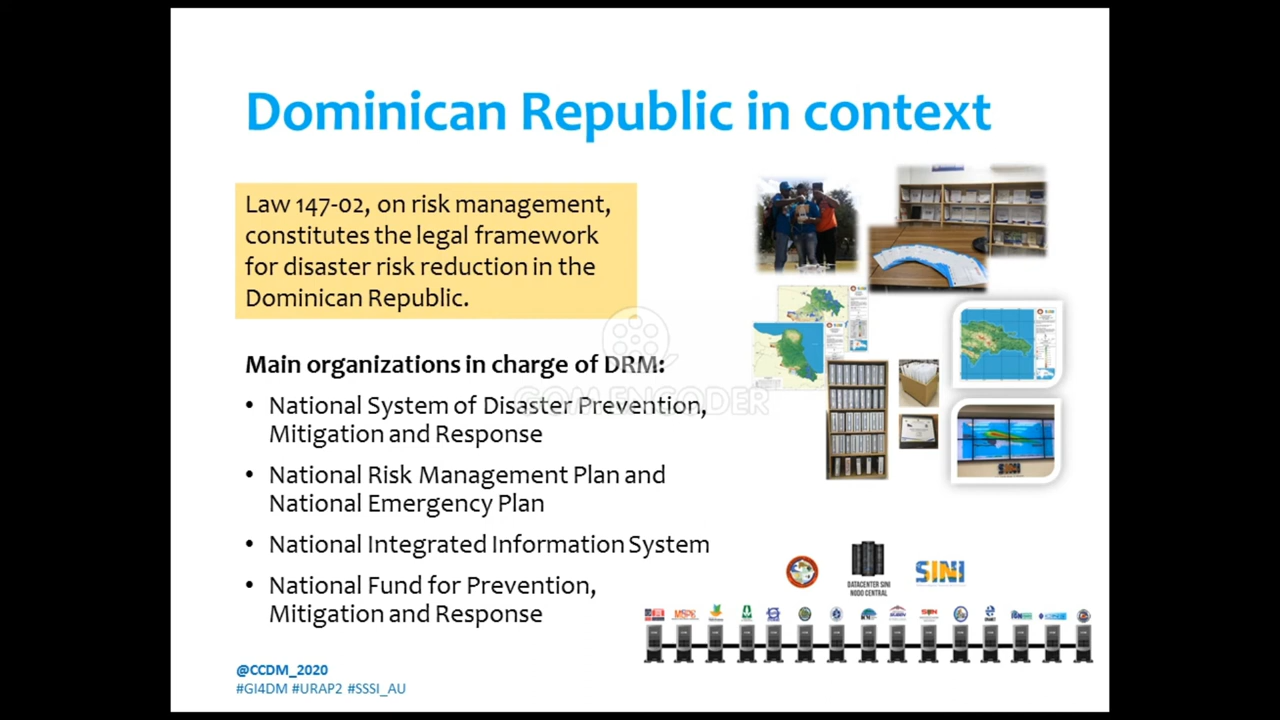 Dominican Republic in context
Law 147-02, on risk management,
constitutes the legal framework
for disaster risk reduction in the
Dominican Republic.
GOM ENCODER
Main organizations in charge of DRM:
• National System of Disaster Prevention,
Mitigation and Response
• National Risk Management Plan and
National Emergency Plan
• National Integrated Information System
• National Fund for Prevention,
Mitigation and Response
SINI
DATACENTER SINI
NODO CENTRAL
SINI
@CCDM_2020
#GI4DM #URAP2 #SSSI_AU